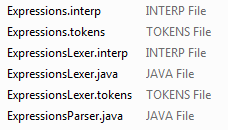 Expressions.interp INTERP File
Expressions.tokens TOKENS File
ExpressionsLexer.interp INTERP File
ExpressionsLexer.java JAVA File
ExpressionsLexer.tokens TOKENS File
ExpressionsParser.java JAVA File